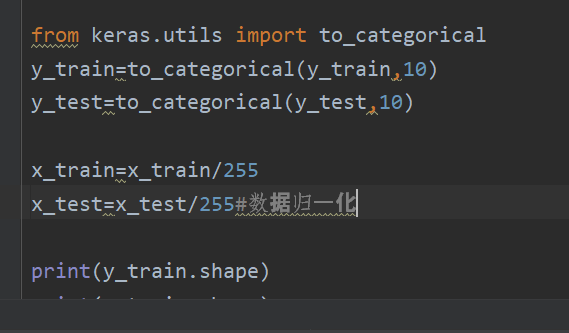 from keras.utils import to_categorical
y_train=to_categorical(y_train,10)
y_test=to_categorical(y_test,10)
x_train=x_train/255
x_test=x_test/255#数据归一化
print(y_train.shape)